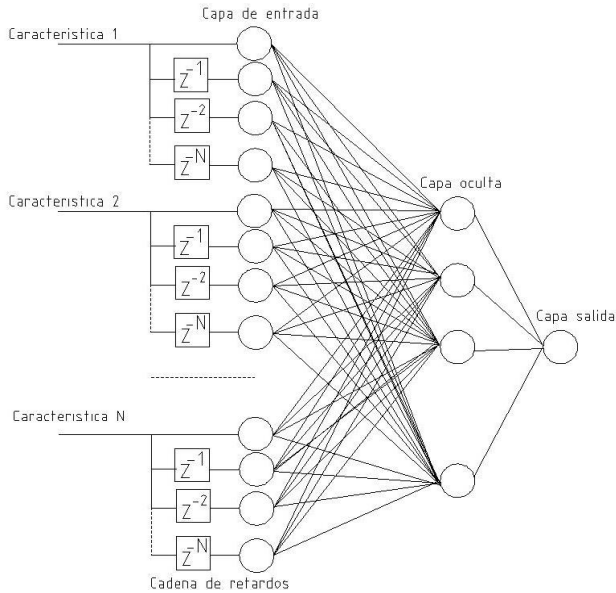 Capa de entrada
Caracteristica 1
Z-1
Z-2
Z-N
Capa oculta
Caracteristica 2
Z-1
Z-2
Z-N
Capa salida
Caracteristica N
Z-1
Z-2
Z-N
Cadena de retardos